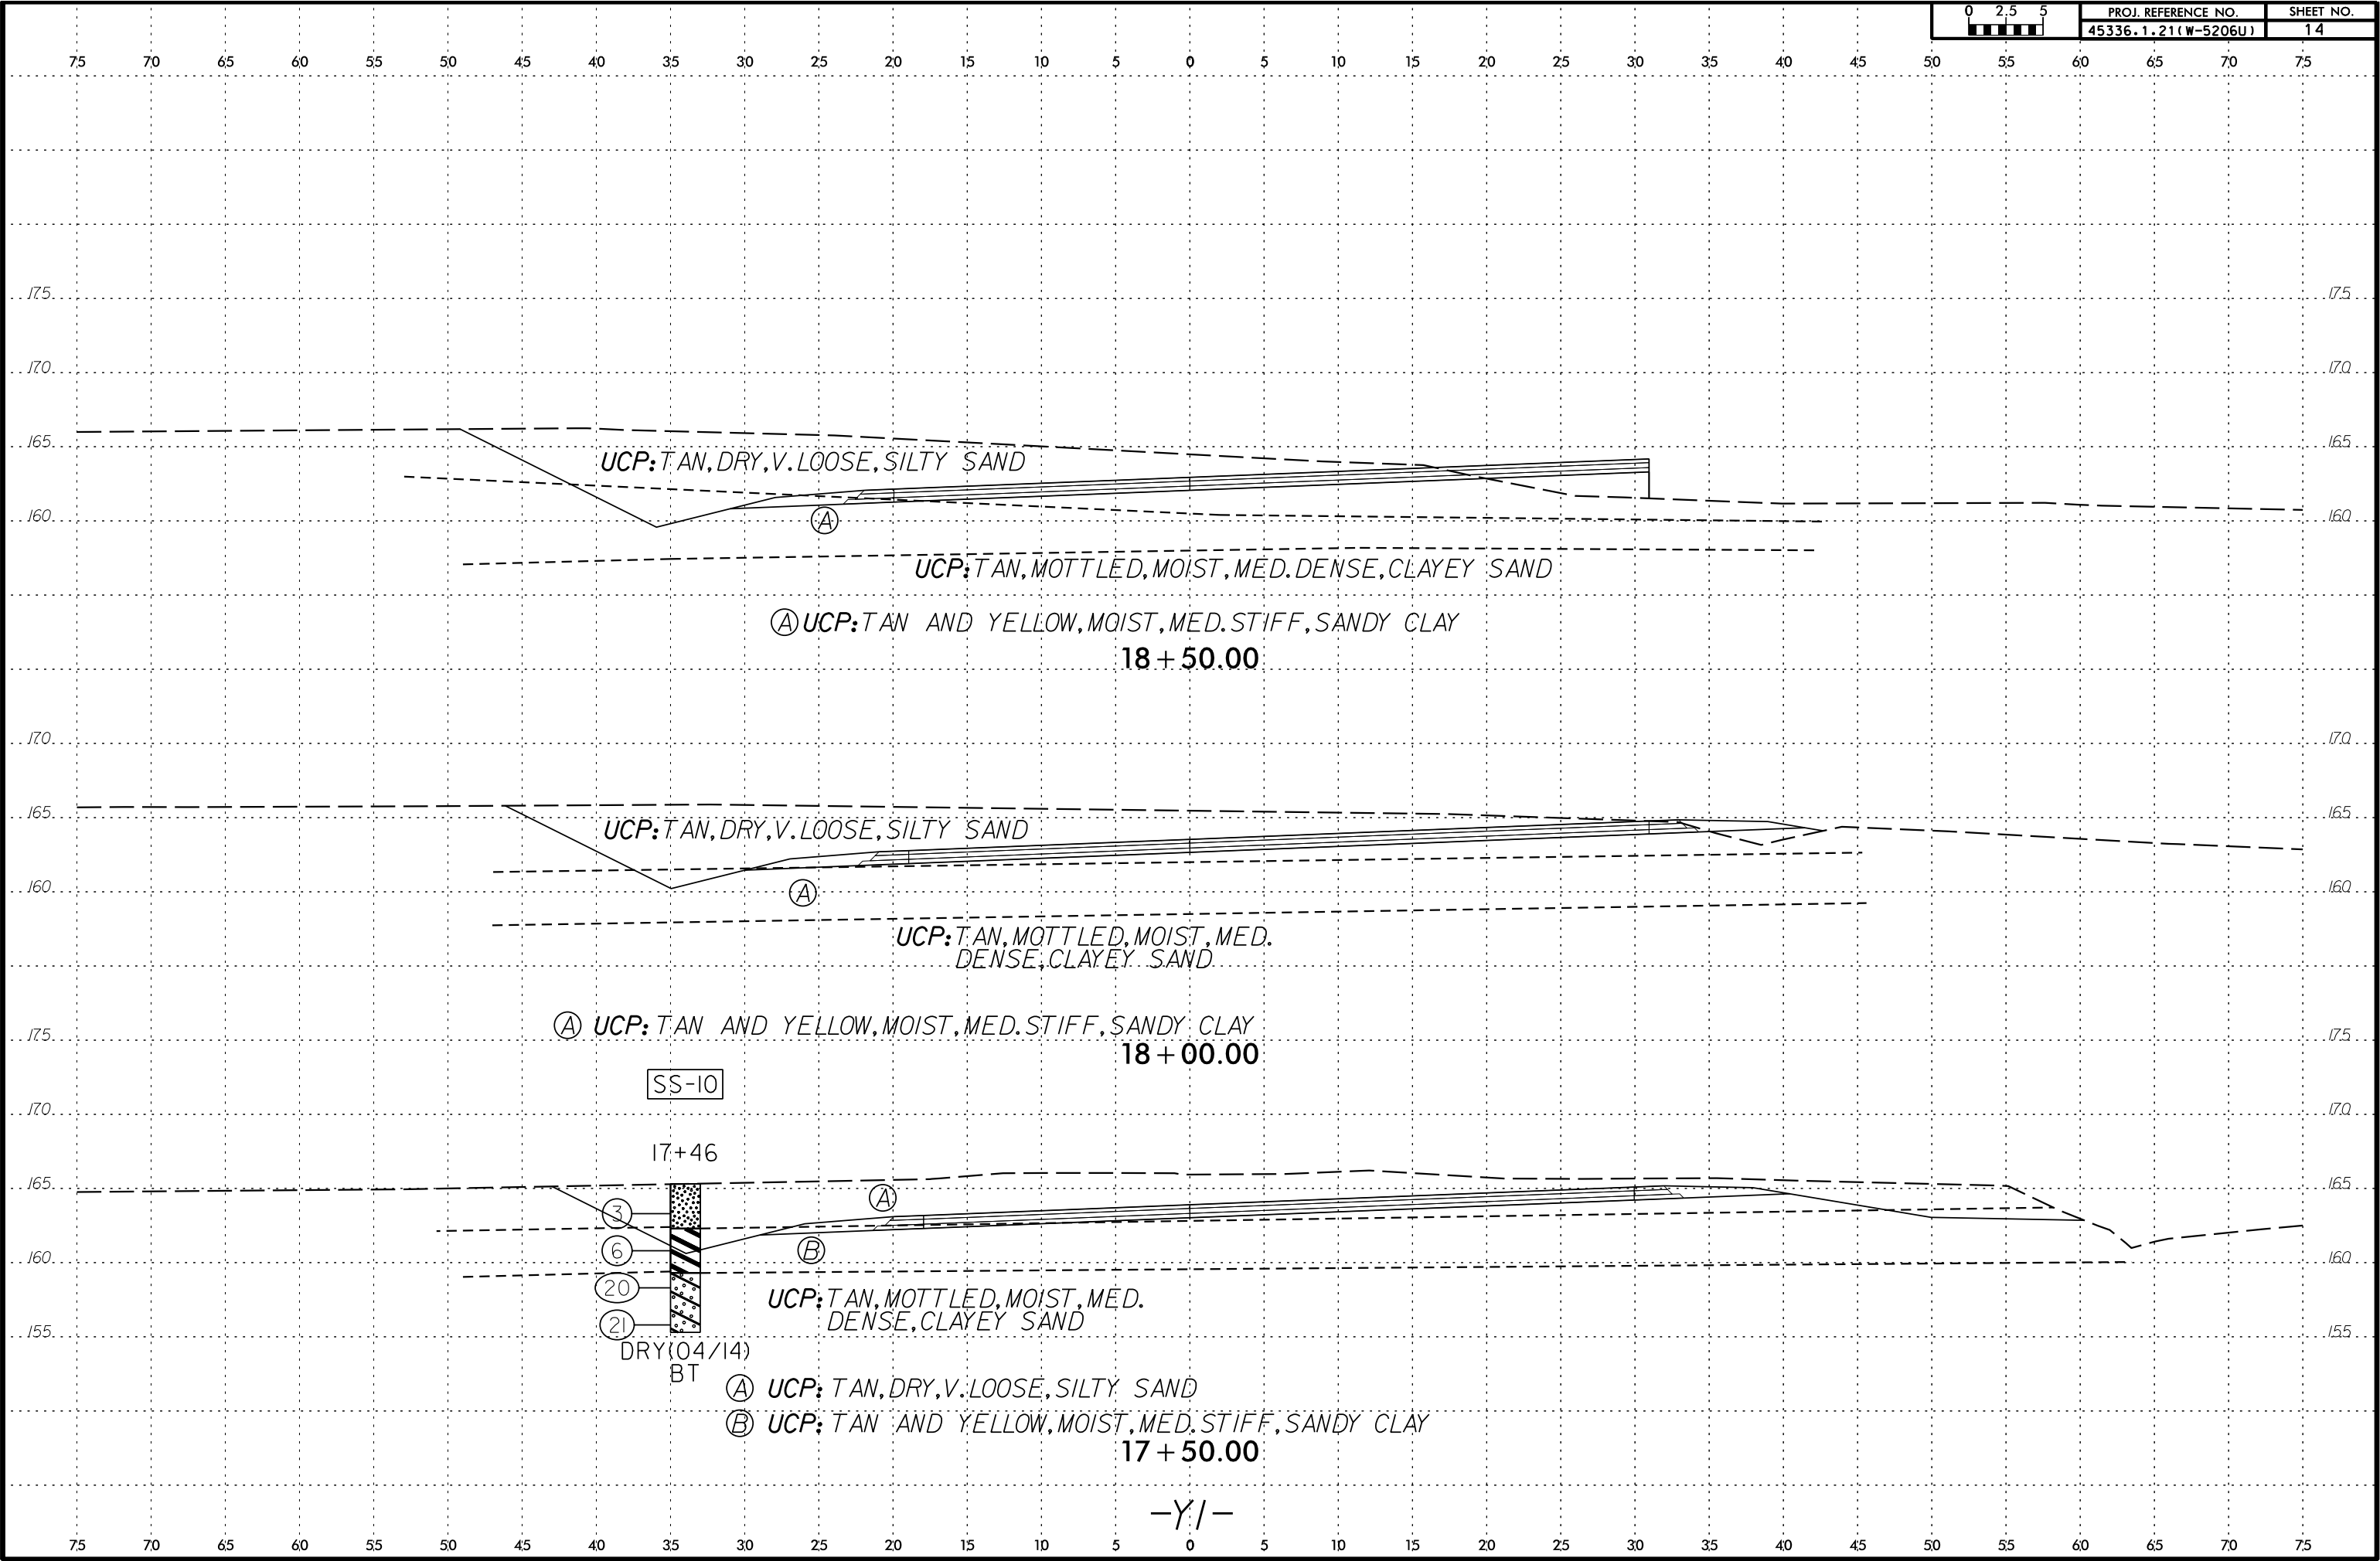 0 2.5 5
PROJ. REFERENCE NO. SHEET NO.
45336.1.21(W-5206U) 14
75 70 65 60 55 50 45 40 35 30 25 20 15 10 5 0 5 10 15 20 25 30 35 40 45 50 55 60 65 70 75
175 175
170 170
165 165
UCP: TAN, DRY, V. LOOSE, SILTY SAND
160 160
A
UCP: TAN, MOTTLED, MOIST, MED. DENSE, CLAYEY SAND
A UCP: TAN AND YELLOW, MOIST, MED. STIFF, SANDY CLAY
18+50.00
170 170
165 165
UCP: TAN, DRY, V. LOOSE, SILTY SAND
160 160
A
UCP: TAN, MOTTLED, MOIST, MED.
DENSE, CLAYEY SAND
A UCP: TAN AND YELLOW, MOIST, MED. STIFF, SANDY CLAY
175 175
18+00.00
SS-10
170 170
17+46
165 165
A
3
6
B
160 160
20
UCP: TAN, MOTTLED, MOIST, MED.
DENSE, CLAYEY SAND
21
155 155
DRY(04/14)
BT
A UCP: TAN, DRY, V. LOOSE, SILTY SAND
B UCP: TAN AND YELLOW, MOIST, MED. STIFF, SANDY CLAY
17+50.00
-Y1-
75 70 65 60 55 50 45 40 35 30 25 20 15 10 5 0 5 10 15 20 25 30 35 40 45 50 55 60 65 70 75